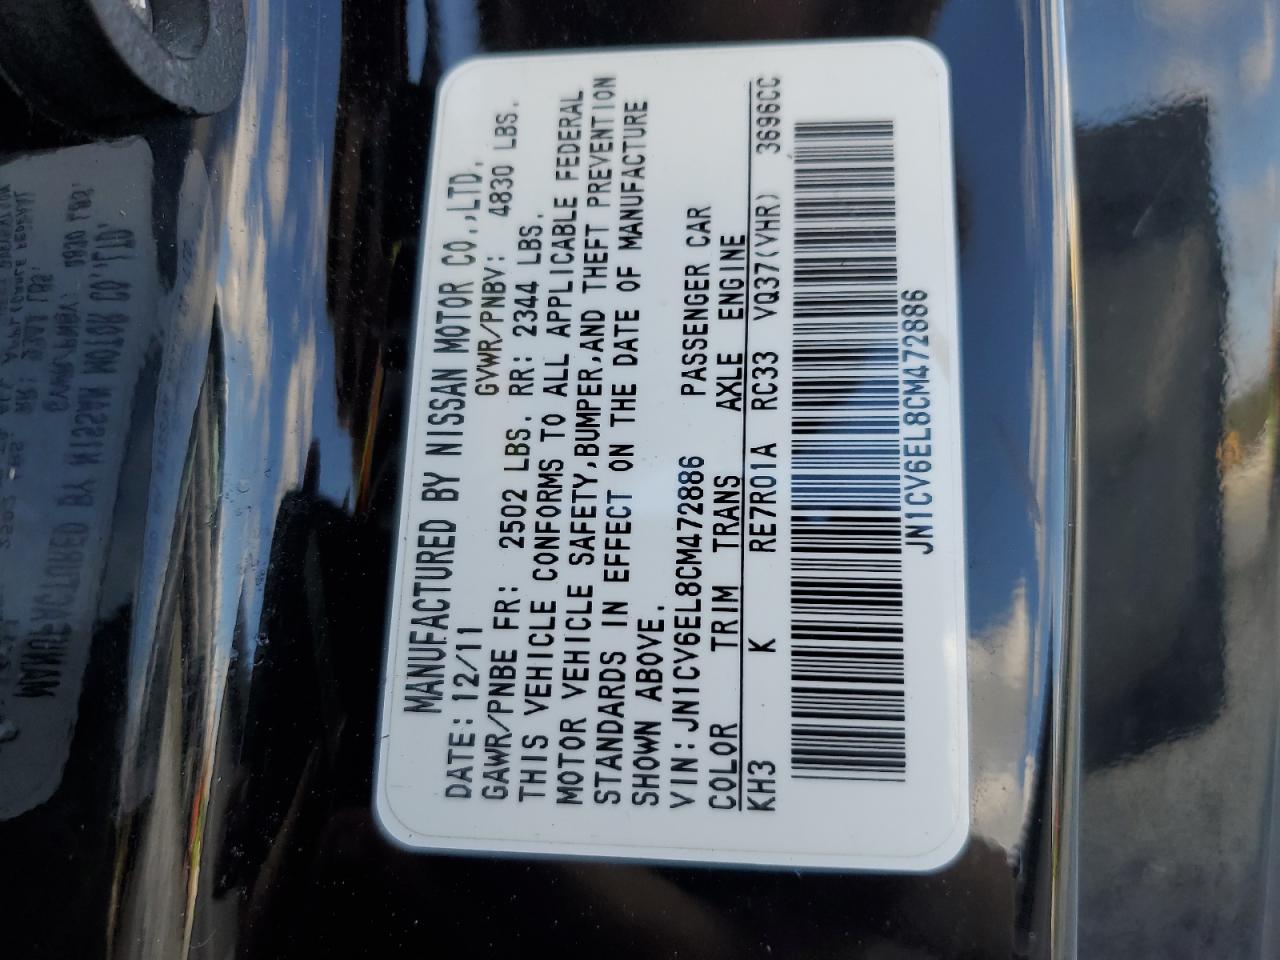 MANUFACTURED BY NISSAN MOTOR CO.,LTD.
DATE: 12/11 GVWR/PNBV: 4830 LBS.
GAWR/PNBE FR: 2502 LBS. RR: 2344 LBS.
THIS VEHICLE CONFORMS TO ALL APPLICABLE FEDERAL
MOTOR VEHICLE SAFETY,BUMPER,AND THEFT PREVENTION
STANDARDS IN EFFECT ON THE DATE OF MANUFACTURE
SHOWN ABOVE.
VIN: JN1CV6EL8CM472886 PASSENGER CAR
COLOR TRIM TRANS AXLE ENGINE
KH3 K RE7R01A RC33 VQ37(VHR) 3696CC
JN1CV6EL8CM472886